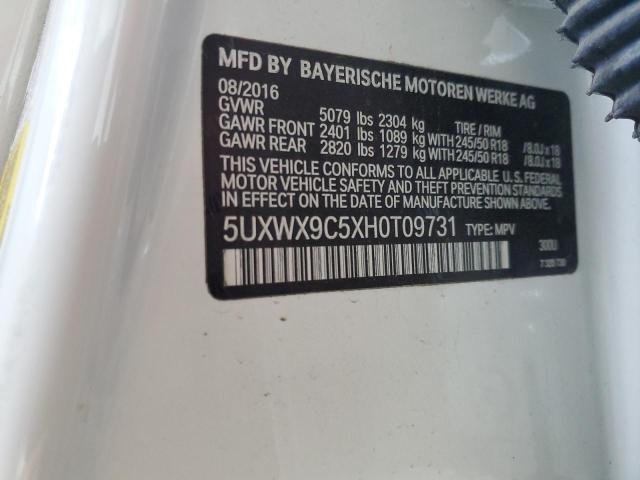 MFD BY BAYERISCHE MOTOREN WERKE AG
08/2016
GVWR 5079 lbs 2304 kg TIRE / RIM
GAWR FRONT 2401 lbs 1089 kg WITH 245/50 R18 /8.0J x 18
GAWR REAR 2820 lbs 1279 kg WITH 245/50 R18 /8.0J x 18
THIS VEHICLE CONFORMS TO ALL APPLICABLE U.S. FEDERAL
MOTOR VEHICLE SAFETY, BUMPER, AND THEFT PREVENTION STANDARDS
IN EFFECT ON THE DATE OF MANUFACTURE SHOWN ABOVE.
5UXWX9C5XH0T09731 TYPE: MPV
300U